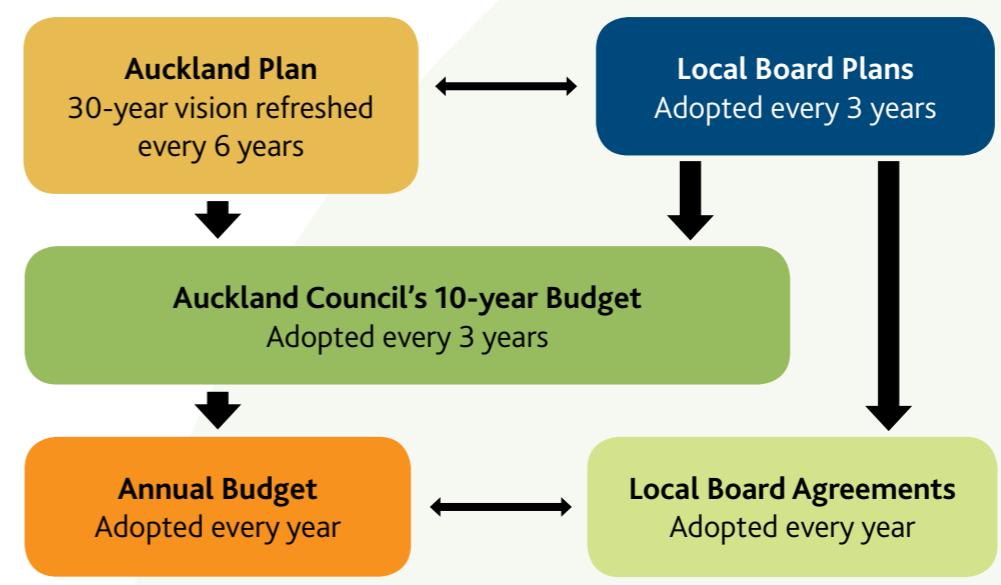 Auckland Plan
30-year vision refreshed
every 6 years
Local Board Plans
Adopted every 3 years
Auckland Council’s 10-year Budget
Adopted every 3 years
Annual Budget
Adopted every year
Local Board Agreements
Adopted every year